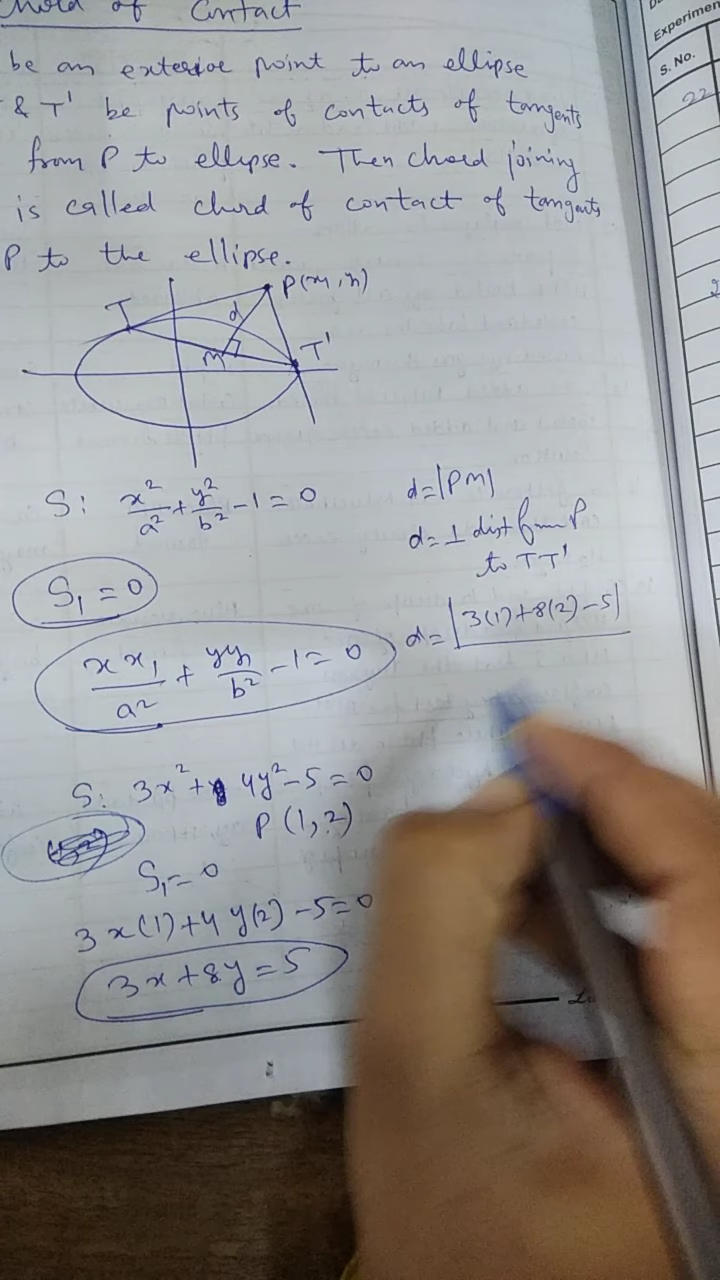 Chord of Contact
be an exterior point to an ellipse
& T' be points of contacts of tangents
from P to ellipse. Then chord joining
is called chord of contact of tangents
P to the ellipse.
P(x₁, y₁)
T
d
M
T'
S: x²/a² + y²/b² - 1 = 0
S₁ = 0
xx₁/a² + yy₁/b² - 1 = 0
d = |PM|
d = ⊥ dist from P
to TT'
d = |3(1)+8(2)-5|
S: 3x² + 4y² - 5 = 0
P (1,2)
S₁ = 0
3x(1) + 4y(2) - 5 = 0
3x + 8y = 5
Experimen
S. No.
22